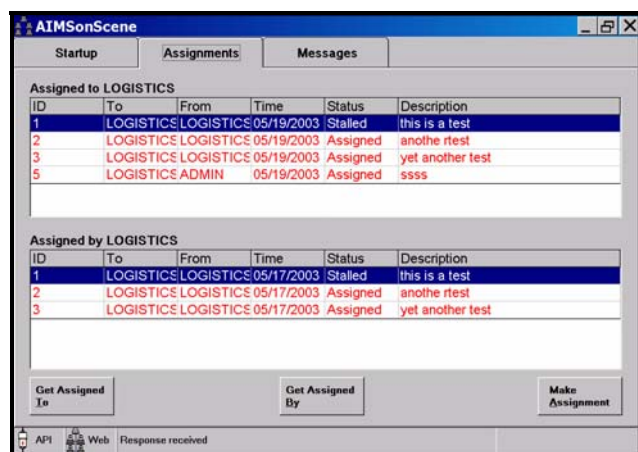 AIMSonScene
Startup Assignments Messages
Assigned to LOGISTICS
ID To From Time Status Description
1 LOGISTICS LOGISTICS 05/19/2003 Stalled this is a test
2 LOGISTICS LOGISTICS 05/19/2003 Assigned anothe rtest
3 LOGISTICS LOGISTICS 05/19/2003 Assigned yet another test
5 LOGISTICS ADMIN 05/19/2003 Assigned ssss
Assigned by LOGISTICS
ID To From Time Status Description
1 LOGISTICS LOGISTICS 05/17/2003 Stalled this is a test
2 LOGISTICS LOGISTICS 05/17/2003 Assigned anothe rtest
3 LOGISTICS LOGISTICS 05/17/2003 Assigned yet another test
Get Assigned To
Get Assigned By
Make Assignment
API Web Response received